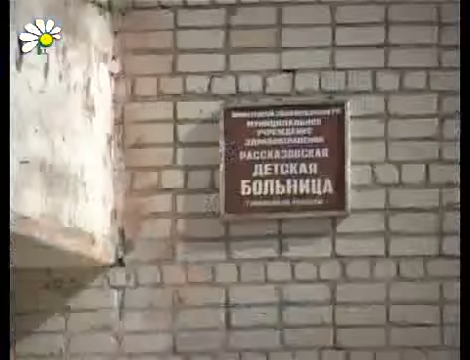 МУНИЦИПАЛЬНОЕ
УЧРЕЖДЕНИЕ
ЗДРАВООХРАНЕНИЯ
РАССКАЗОВСКАЯ
ДЕТСКАЯ
БОЛЬНИЦА